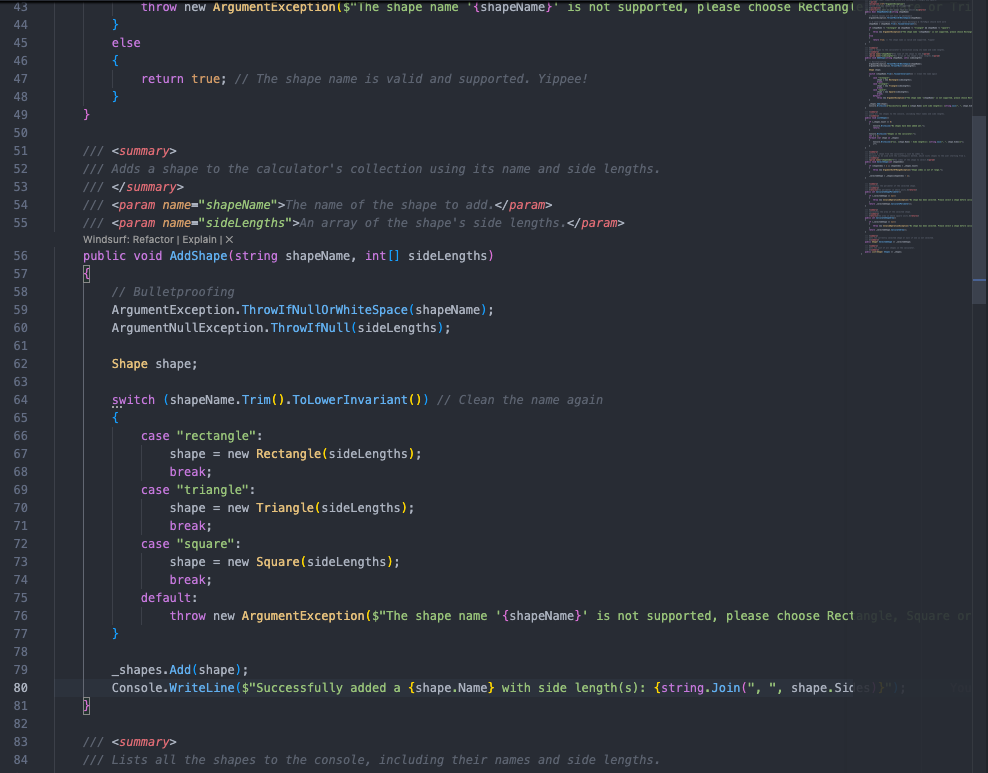 43 throw new ArgumentException($"The shape name '{shapeName}' is not supported, please choose Rectangle, Square or Tri
44 }
45 else
46 {
47 return true; // The shape name is valid and supported. Yippee!
48 }
49 }
50
51 /// <summary>
52 /// Adds a shape to the calculator's collection using its name and side lengths.
53 /// </summary>
54 /// <param name="shapeName">The name of the shape to add.</param>
55 /// <param name="sideLengths">An array of the shape's side lengths.</param>
Windsurf: Refactor | Explain | ×
56 public void AddShape(string shapeName, int[] sideLengths)
57 {
58 // Bulletproofing
59 ArgumentException.ThrowIfNullOrWhiteSpace(shapeName);
60 ArgumentNullException.ThrowIfNull(sideLengths);
61
62 Shape shape;
63
64 switch (shapeName.Trim().ToLowerInvariant()) // Clean the name again
65 {
66 case "rectangle":
67 shape = new Rectangle(sideLengths);
68 break;
69 case "triangle":
70 shape = new Triangle(sideLengths);
71 break;
72 case "square":
73 shape = new Square(sideLengths);
74 break;
75 default:
76 throw new ArgumentException($"The shape name '{shapeName}' is not supported, please choose Rectangle, Square or
77 }
78
79 _shapes.Add(shape);
80 Console.WriteLine($"Successfully added a {shape.Name} with side length(s): {string.Join(", ", shape.Sides)}");
81 }
82
83 /// <summary>
84 /// Lists all the shapes to the console, including their names and side lengths.